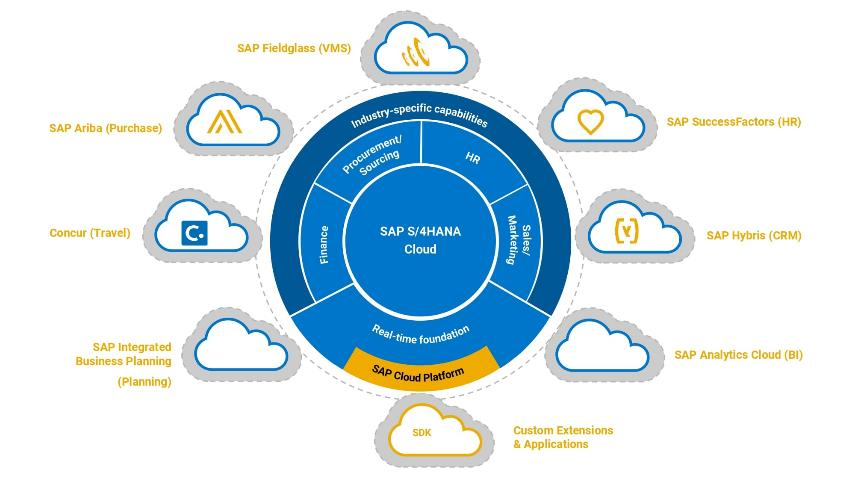 SAP Fieldglass (VMS)
SAP Ariba (Purchase)
SAP SuccessFactors (HR)
Industry-specific capabilities
Procurement/
Sourcing
HR
Concur (Travel)
C.
Finance
SAP S/4HANA
Cloud
Sales/
Marketing
SAP Hybris (CRM)
Real-time foundation
SAP Integrated
Business Planning
(Planning)
SAP Analytics Cloud (BI)
SAP Cloud Platform
SDK
Custom Extensions
& Applications